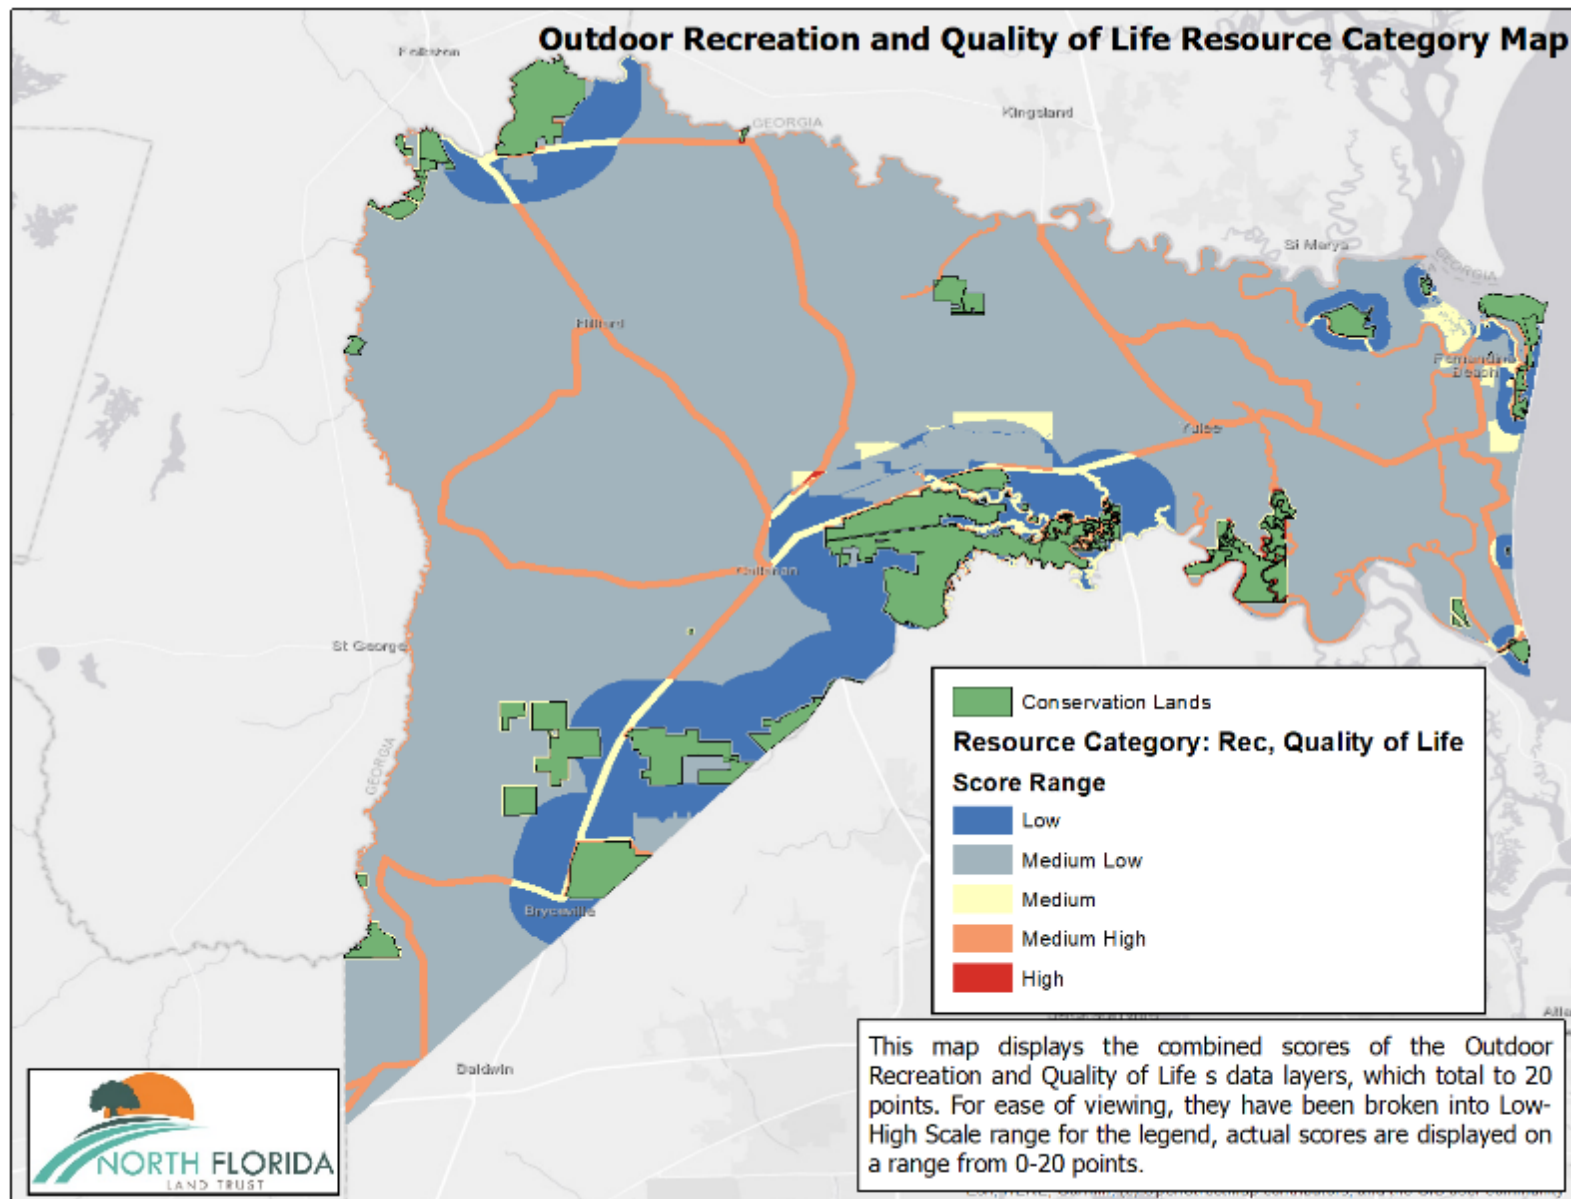 Outdoor Recreation and Quality of Life Resource Category Map
Folkston
Kingsland
GEORGIA
St Marys
GEORGIA
Hilliard
Fernandina
Beach
Yulee
Callahan
St George
GEORGIA
Bryceville
Baldwin
Conservation Lands
Resource Category: Rec, Quality of Life
Score Range
Low
Medium Low
Medium
Medium High
High
This map displays the combined scores of the Outdoor
Recreation and Quality of Life s data layers, which total to 20
points. For ease of viewing, they have been broken into Low-
High Scale range for the legend, actual scores are displayed on
a range from 0-20 points.
NORTH FLORIDA
LAND TRUST